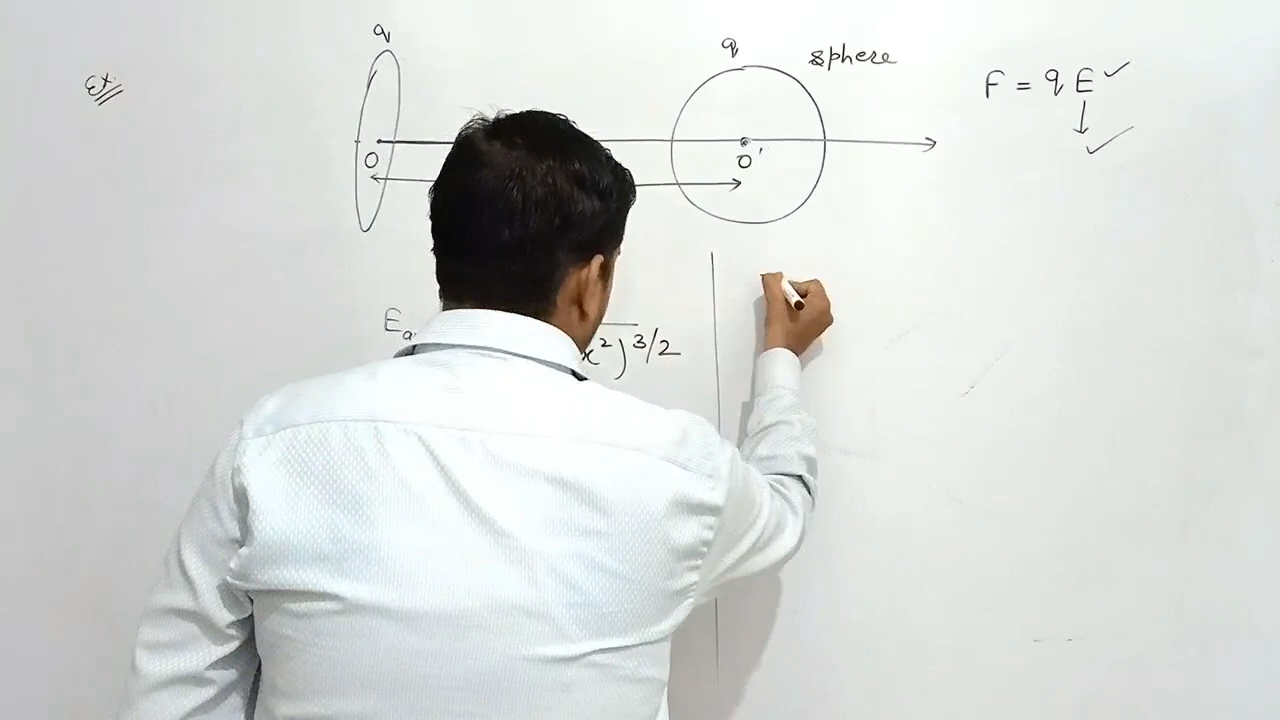 Ex.
q
q
sphere
F = q E ✓
↓
✓
O
O'
E
x²)^3/2